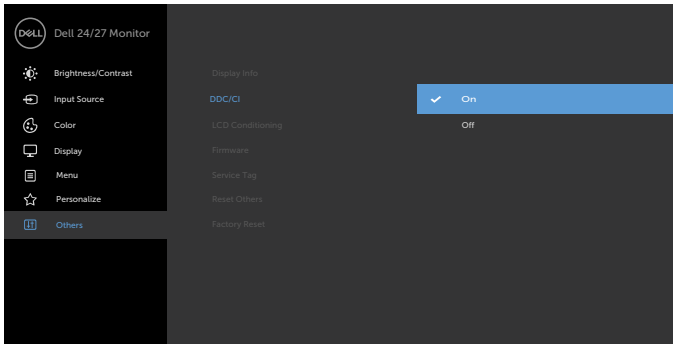 DELL
Dell 24/27 Monitor
Brightness/Contrast
Input Source
Color
Display
Menu
Personalize
Others
Display Info
DDC/CI
LCD Conditioning
Firmware
Service Tag
Reset Others
Factory Reset
On
Off